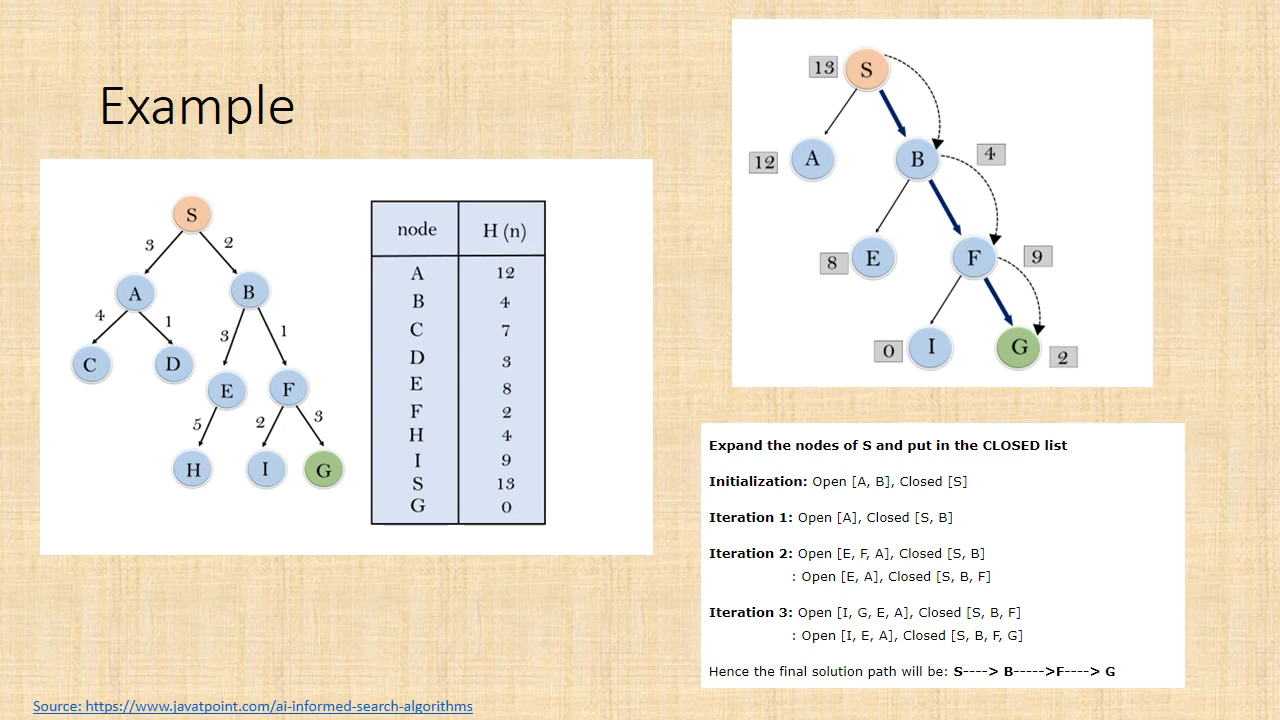 Example
S
3 2
A B
4 1 3 1
C D E F
5 2 3
H I G
node H (n)
A 12
B 4
C 7
D 3
E 8
F 2
H 4
I 9
S 13
G 0
13 S
12 A B 4
8 E F 9
0 I G 2
Expand the nodes of S and put in the CLOSED list
Initialization: Open [A, B], Closed [S]
Iteration 1: Open [A], Closed [S, B]
Iteration 2: Open [E, F, A], Closed [S, B]
: Open [E, A], Closed [S, B, F]
Iteration 3: Open [I, G, E, A], Closed [S, B, F]
: Open [I, E, A], Closed [S, B, F, G]
Hence the final solution path will be: S----> B----->F----> G
Source: https://www.javatpoint.com/ai-informed-search-algorithms